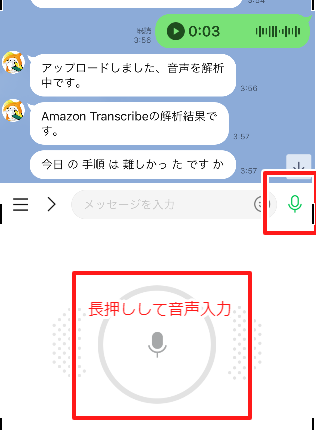 3:54
既読
3:56
0:03
アップロードしました、音声を解析
中です。
3:56
Amazon Transcribeの解析結果で
す。
3:57
今日 の 手順 は 難しかっ た です か
3:57
メッセージを入力
長押しして音声入力